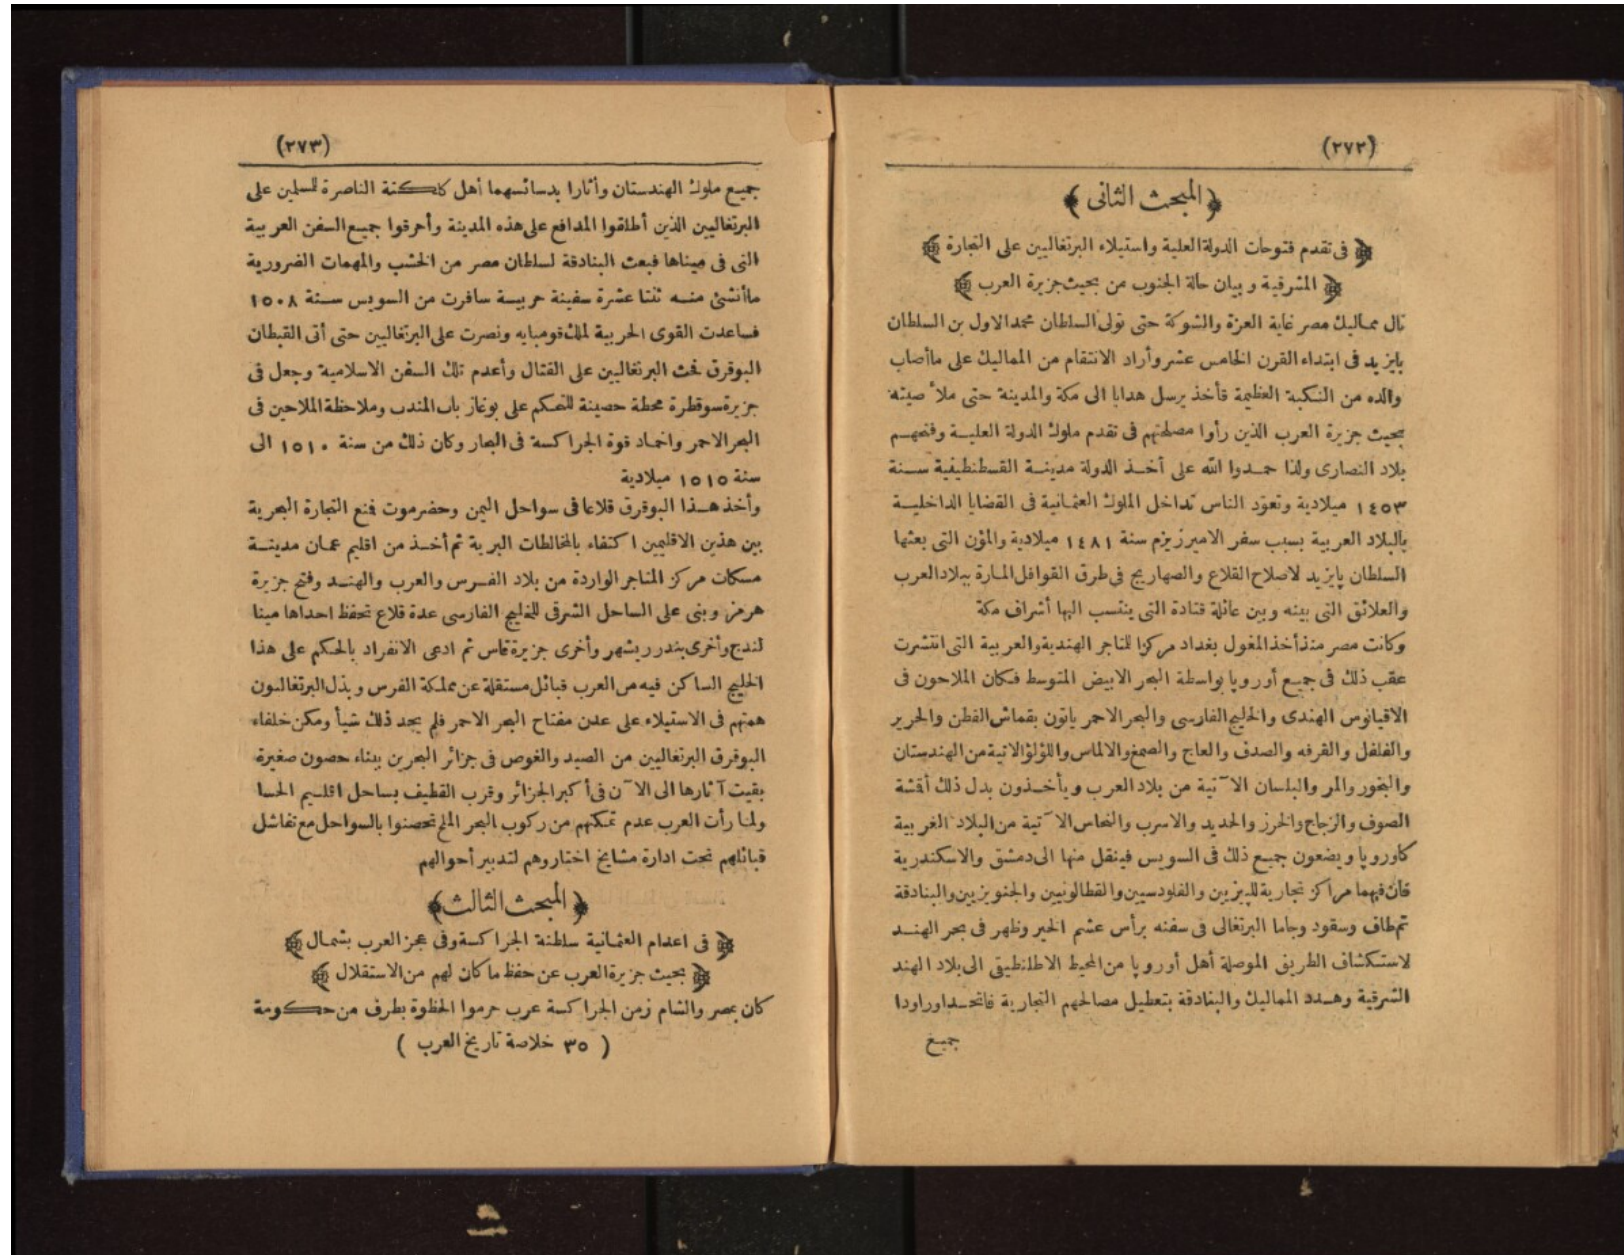 (٢٧٢)
﴿المبحث الثانى﴾
﴿فى تقدم فتوحات الدولة العلية واستيلاء البرتغاليين على التجارة﴾
﴿المشرقية وبيان حالة الجنوب من بحيث جزيرة العرب﴾
نال مماليك مصر غاية العزة والشوكة حتى تولى السلطان محمد الاول بن السلطان
بايزيد فى ابتداء القرن الخامس عشر وأراد الانتقام من المماليك على ماأصاب
والده من النكبة العظيمة فأخذ يرسل هدايا الى مكة والمدينة حتى ملأ صيته
بحيث جزيرة العرب الذين رأوا مصلحتهم فى تقدم ملوك الدولة العلية وفتحهم
بلاد النصارى ولذا حمدوا الله على أخذ الدولة مدينة القسطنطيفية سنة
١٤٥٣ ميلادية وتعود الناس تداخل الملوك العثمانية فى القضايا الداخلية
بالبلاد العربية بسبب سفر الاميرزيزم سنة ١٤٨١ ميلادية والمؤن التى بعثها
السلطان بايزيد لاصلاح القلاع والصهاريج فى طرق القوافل المارة ببلاد العرب
والعلائق التى بينه وبين عائلة قتادة التى ينتسب اليها أشراف مكة
وكانت مصر منذ أخذ المغول بغداد مركزا للمتاجر الهندية والعربية التى انتشرت
عقب ذلك فى جميع أوروپا بواسطة البحر الابيض المتوسط فكان الملاحون فى
الاقيانوس الهندى والخليج الفارسى والبحر الاحمر يأتون بقماش القطن والحرير
والفلفل والقرفه والصدف والعاج والصمغ والالماس واللؤلؤ الاتية من الهندستان
والبخور والمر والبلسان الآتية من بلاد العرب ويأخذون بدل ذلك أقشة
الصوف والزجاج والخرز والحديد والاسرب والنحاس الآتية من البلاد الغربية
كاوروپا ويضعون جميع ذلك فى السويس فينقل منها الى دمشق والاسكندرية
فان فيهما مراكز تجارية للپيزيين والفلودسيين والقطالونيين والجنويزيين والبنادقة
ثم طاف وسقود وجاما البرتغالى فى سفنه برأس عشم الخير وظهر فى بحر الهند
لاستكشاف الطريق الموصلة أهل أوروپا من المحيط الاطلنطيقى الى بلاد الهند
الشرقية وهدد المماليك والبنادقة بتعطيل مصالحهم التجارية فاتحدا وراودا
جميع
(٢٧٣)
جميع ملوك الهندستان وأثارا بدسائسهما أهل كلكتة الناصرة للمسلمين على
البرتغاليين الذين أطلقوا المدافع على هذه المدينة وأحرقوا جميع السفن العربية
التى فى ميناها فبعث البنادقة لسلطان مصر من الخشب والمهمات الضرورية
ماأنشئ منه ثنتا عشرة سفينة حربية سافرت من السويس سنة ١٥٠٨
فساعدت القوى الحربية لملك قومبايه ونصرت على البرتغاليين حتى أتى القبطان
البوقرق فحث البرتغاليين على القتال وأعدم تلك السفن الاسلامية وجعل فى
جزيرة سوقطرة محطة حصينة للتحكم على بوغاز باب المندب وملاحظة الملاحين فى
البحر الاحمر واخماد قوة الجراكسة فى البحار وكان ذلك من سنة ١٥١٠ الى
سنة ١٥١٥ ميلادية
وأخذ هذا البوقرق قلاعا فى سواحل اليمن وحضرموت فمنع التجارة البحرية
بين هذين الاقليمين اكتفاء بالمخالطات البرية ثم أخذ من اقليم عمان مدينة
مسكات مركز المتاجر الواردة من بلاد الفرس والعرب والهند وفتح جزيرة
هرمز وبنى على الساحل الشرقى للخليج الفارسى عدة قلاع تحفظ احداها مينا
لندج وأخرى بندر ريشهر وأخرى جزيرة قاس ثم ادعى الانفراد بالحكم على هذا
الخليج الساكن فيه من العرب قبائل مستقلة عن مملكة الفرس وبذل البرتغاليون
همتهم فى الاستيلاء على عدن مفتاح البحر الاحمر فلم يجد ذلك شيأ ومكن خلفاء
البوقرق البرتغاليين من الصيد والغوص فى جزائر البحرين ببناء حصون صغيرة
بقيت آثارها الى الآن فى أكبر الجزائر وقرب القطيف بساحل اقليم الحسا
ولما رأت العرب عدم تمكنهم من ركوب البحر الملح تحصنوا بالسواحل مع تفاشل
قبائلهم تحت ادارة مشايخ اختاروهم لتدبير أحوالهم
﴿المبحث الثالث﴾
﴿فى اعدام العثمانية سلطنة الجراكسة وفى عجز العرب بشمال﴾
﴿بحيث جزيرة العرب عن حفظ ما كان لهم من الاستقلال﴾
كان بمصر والشام زمن الجراكسة عرب حرموا الحظوة بطرف من حكومة
(٣٥ خلاصة تاريخ العرب)